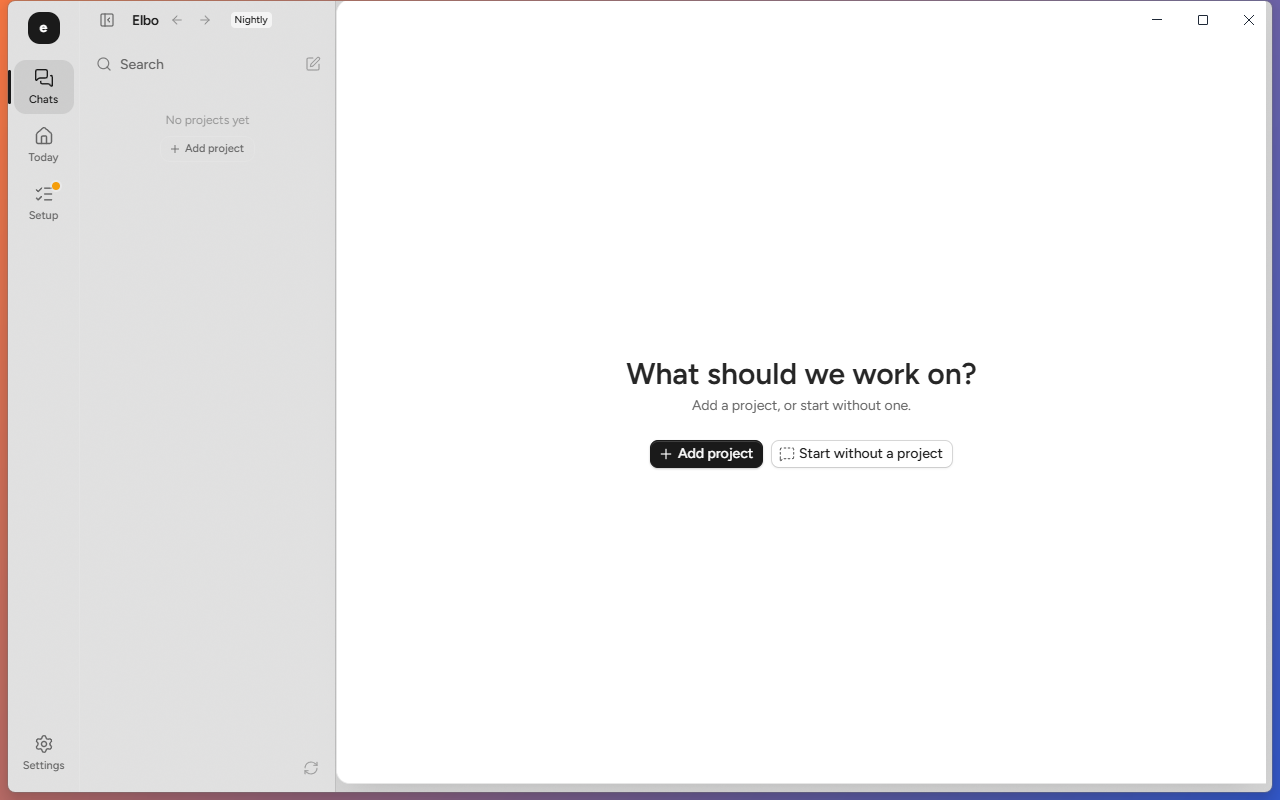 e
Elbo
Nightly
Search
Chats
No projects yet
Add project
Today
Setup
What should we work on?
Add a project, or start without one.
Add project
Start without a project
Settings